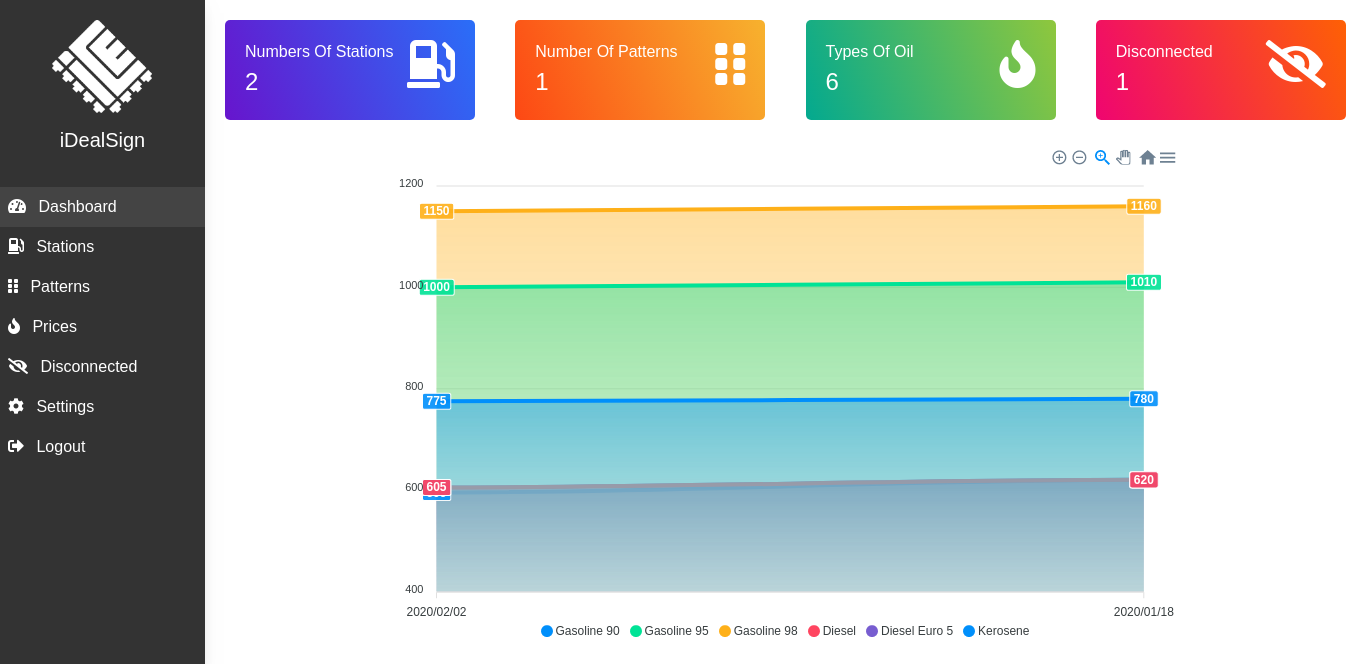 iDealSign
Dashboard
Stations
Patterns
Prices
Disconnected
Settings
Logout
Numbers Of Stations
2
Number Of Patterns
1
Types Of Oil
6
Disconnected
1
1200
1150
1160
1000
1000
1010
800
775
780
600
605
620
400
2020/02/02
2020/01/18
Gasoline 90
Gasoline 95
Gasoline 98
Diesel
Diesel Euro 5
Kerosene